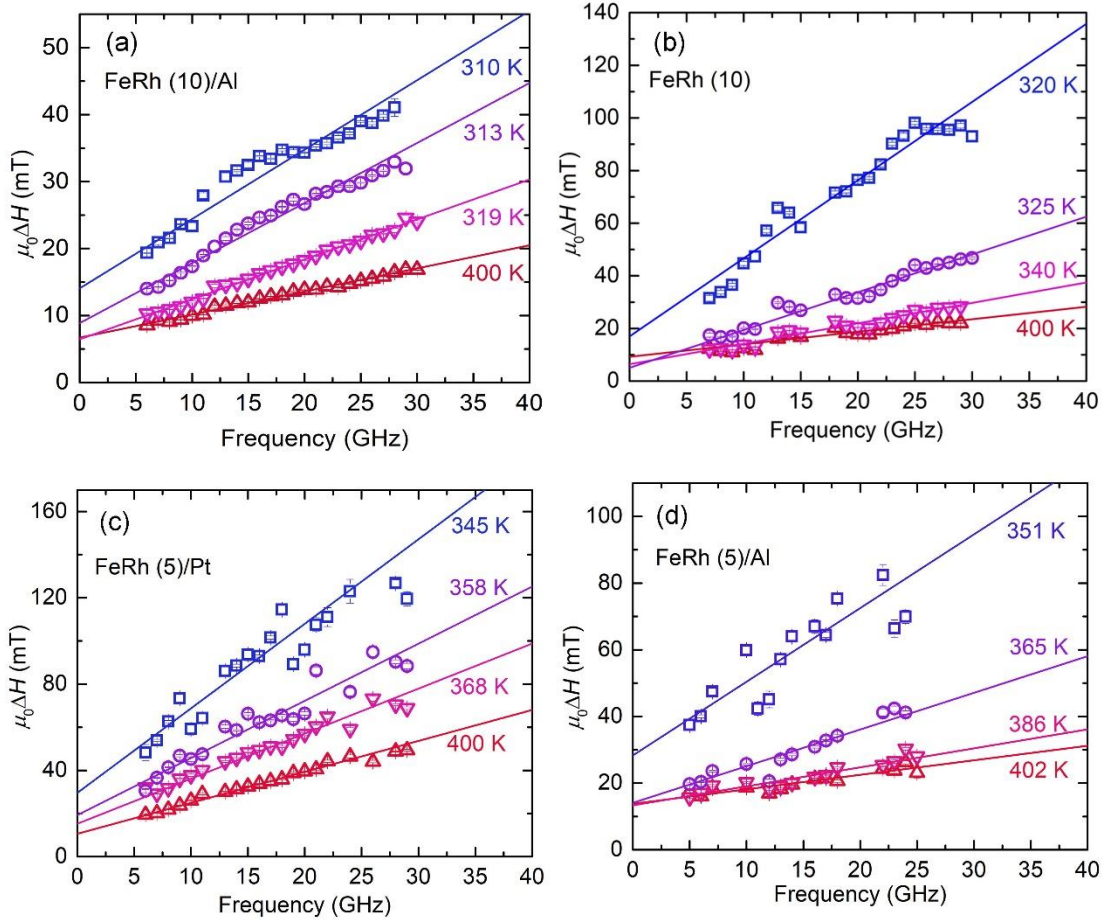 (a)
FeRh (10)/Al
310 K
313 K
319 K
400 K
50
40
30
20
10
0
μ₀ΔH (mT)
0 10 20 30 40
Frequency (GHz)
(b)
FeRh (10)
320 K
325 K
340 K
400 K
140
120
100
80
60
40
20
0
μ₀ΔH (mT)
0 5 10 15 20 25 30 35 40
Frequency (GHz)
(c)
FeRh (5)/Pt
345 K
358 K
368 K
400 K
160
120
80
40
0
μ₀ΔH (mT)
0 5 10 15 20 25 30 35 40
Frequency (GHz)
(d)
FeRh (5)/Al
351 K
365 K
386 K
402 K
100
80
60
40
20
0
μ₀ΔH (mT)
0 5 10 15 20 25 30 35 40
Frequency (GHz)